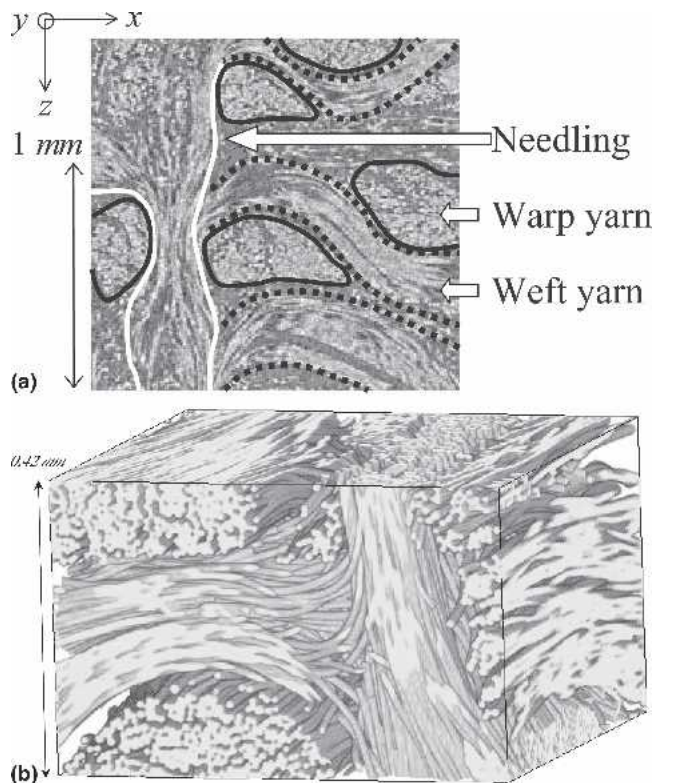 y x
z
1 mm
Needling
Warp yarn
Weft yarn
(a)
0.42 mm
(b)